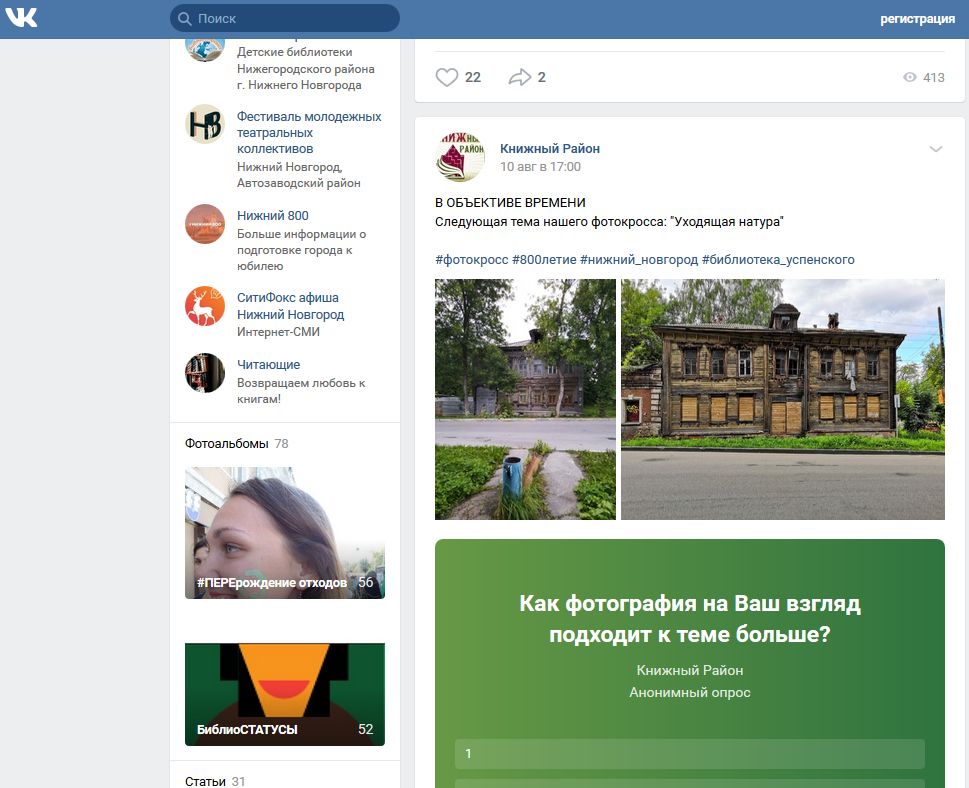 Поиск
регистрация
Детские библиотеки
Нижегородского района
г. Нижнего Новгорода
Фестиваль молодежных
театральных
коллективов
Нижний Новгород,
Автозаводский район
Нижний 800
Больше информации о
подготовке города к
юбилею
СитиФокс афиша
Нижний Новгород
Интернет-СМИ
Читающие
Возвращаем любовь к
книгам!
Фотоальбомы 78
#ПЕРЕрождение отходов 56
БиблиоСТАТУСЫ 52
Статьи 31
22 2 413
Книжный Район
10 авг в 17:00
В ОБЪЕКТИВЕ ВРЕМЕНИ
Следующая тема нашего фотокросса: "Уходящая натура"
#фотокросс #800летие #нижний_новгород #библиотека_успенского
Как фотография на Ваш взгляд
подходит к теме больше?
Книжный Район
Анонимный опрос
1